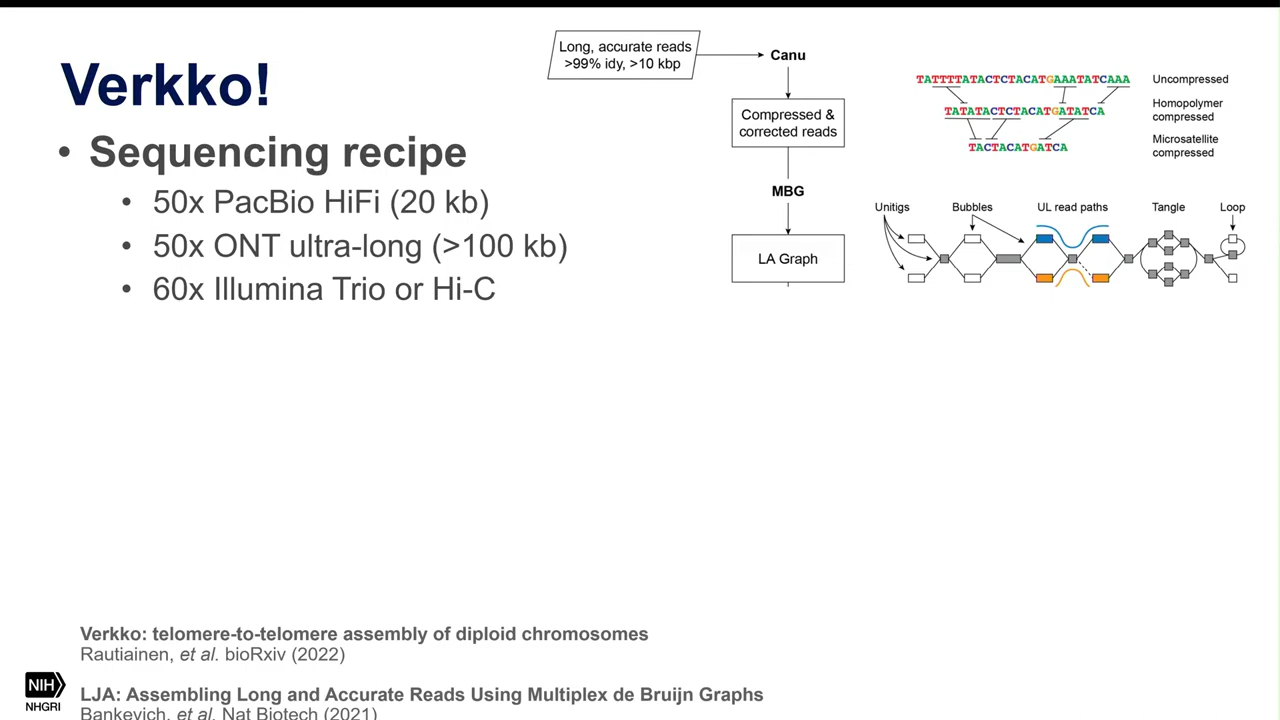 Verkko!
• Sequencing recipe
• 50x PacBio HiFi (20 kb)
• 50x ONT ultra-long (>100 kb)
• 60x Illumina Trio or Hi-C
Long, accurate reads
>99% idy, >10 kbp
Canu
Compressed &
corrected reads
MBG
LA Graph
TATTTTATACTCTACATGAAATATCAAA
Uncompressed
TATATACTCTACATGATATCA
Homopolymer
compressed
TACTACATGATCA
Microsatellite
compressed
Unitigs
Bubbles
UL read paths
Tangle
Loop
Verkko: telomere-to-telomere assembly of diploid chromosomes
Rautiainen, et al. bioRxiv (2022)
LJA: Assembling Long and Accurate Reads Using Multiplex de Bruijn Graphs
Bankevich, et al. Nat Biotech (2021)
NIH
NHGRI